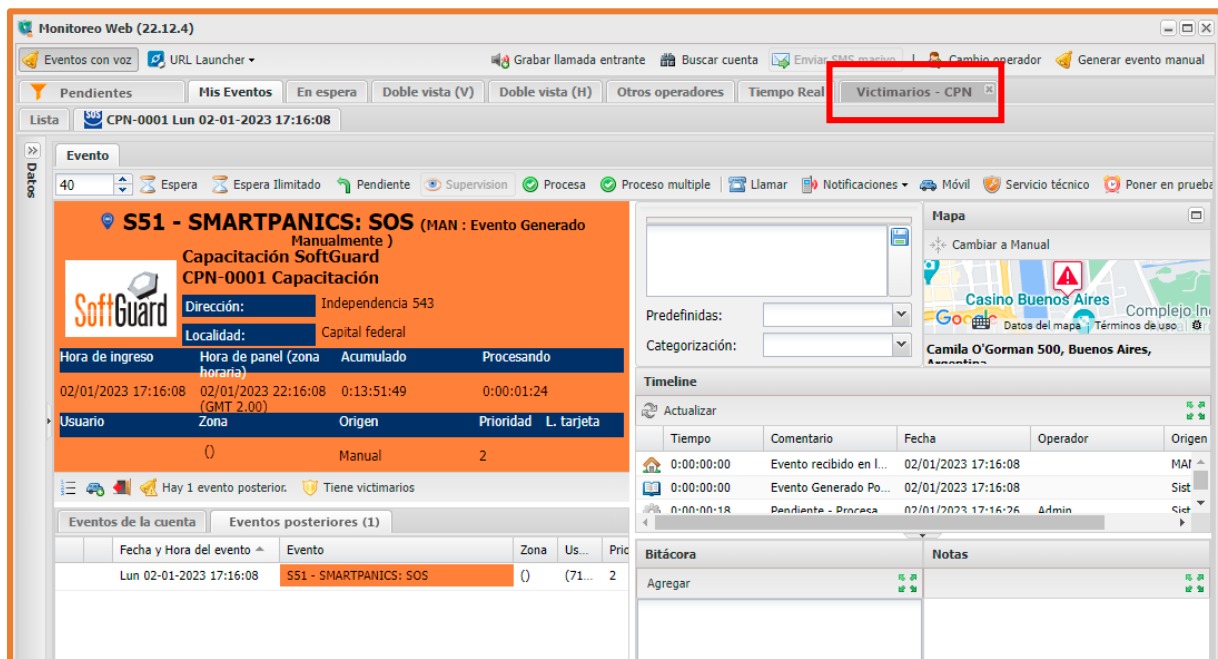 Monitoreo Web (22.12.4)
Eventos con voz URL Launcher Grabar llamada entrante Buscar cuenta Enviar SMS masivo Cambio operador Generar evento manual
Pendientes Mis Eventos En espera Doble vista (V) Doble vista (H) Otros operadores Tiempo Real Victimarios - CPN
Lista SOS CPN-0001 Lun 02-01-2023 17:16:08
Datos
Evento
40 Espera Espera Ilimitado Pendiente Supervision Procesa Proceso multiple Llamar Notificaciones Móvil Servicio técnico Poner en prueba
S51 - SMARTPANICS: SOS (MAN : Evento Generado
Manualmente )
Capacitación SoftGuard
CPN-0001 Capacitación
SoftGuard
Dirección: Independencia 543
Localidad: Capital federal
Hora de ingreso Hora de panel (zona horaria) Acumulado Procesando
02/01/2023 17:16:08 02/01/2023 22:16:08 (GMT 2.00) 0:13:51:49 0:00:01:24
Usuario Zona Origen Prioridad L. tarjeta
() Manual 2
Hay 1 evento posterior. Tiene victimarios
Eventos de la cuenta Eventos posteriores (1)
Fecha y Hora del evento Evento Zona Us... Pric
Lun 02-01-2023 17:16:08 S51 - SMARTPANICS: SOS () (71... 2
Predefinidas:
Categorización:
Mapa
Cambiar a Manual
Casino Buenos Aires
Complejo In
Google Datos del mapa Términos de uso
Camila O'Gorman 500, Buenos Aires,
Argentina
Timeline
Actualizar
Tiempo Comentario Fecha Operador Origen
0:00:00:00 Evento recibido en l... 02/01/2023 17:16:08 MAI
0:00:00:00 Evento Generado Po... 02/01/2023 17:16:08 Sist
0:00:00:18 Pendiente - Procesa 02/01/2023 17:16:26 Admin Sist
Bitácora Notas
Agregar